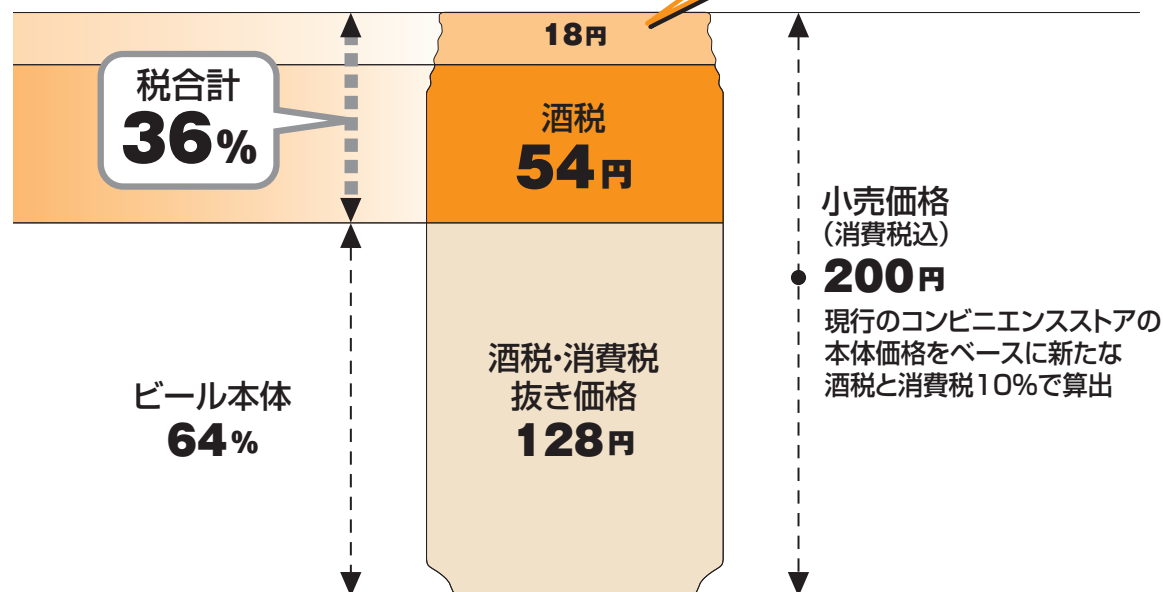 18円
税合計
36%
酒税
54円
小売価格
（消費税込）
200円
現行のコンビニエンスストアの
本体価格をベースに新たな
酒税と消費税10%で算出
酒税・消費税
抜き価格
128円
ビール本体
64%